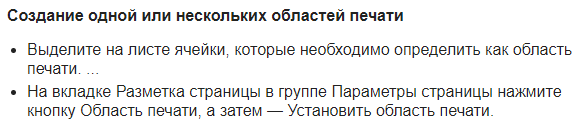 Создание одной или нескольких областей печати
• Выделите на листе ячейки, которые необходимо определить как область
печати. ...
• На вкладке Разметка страницы в группе Параметры страницы нажмите
кнопку Область печати, а затем — Установить область печати.